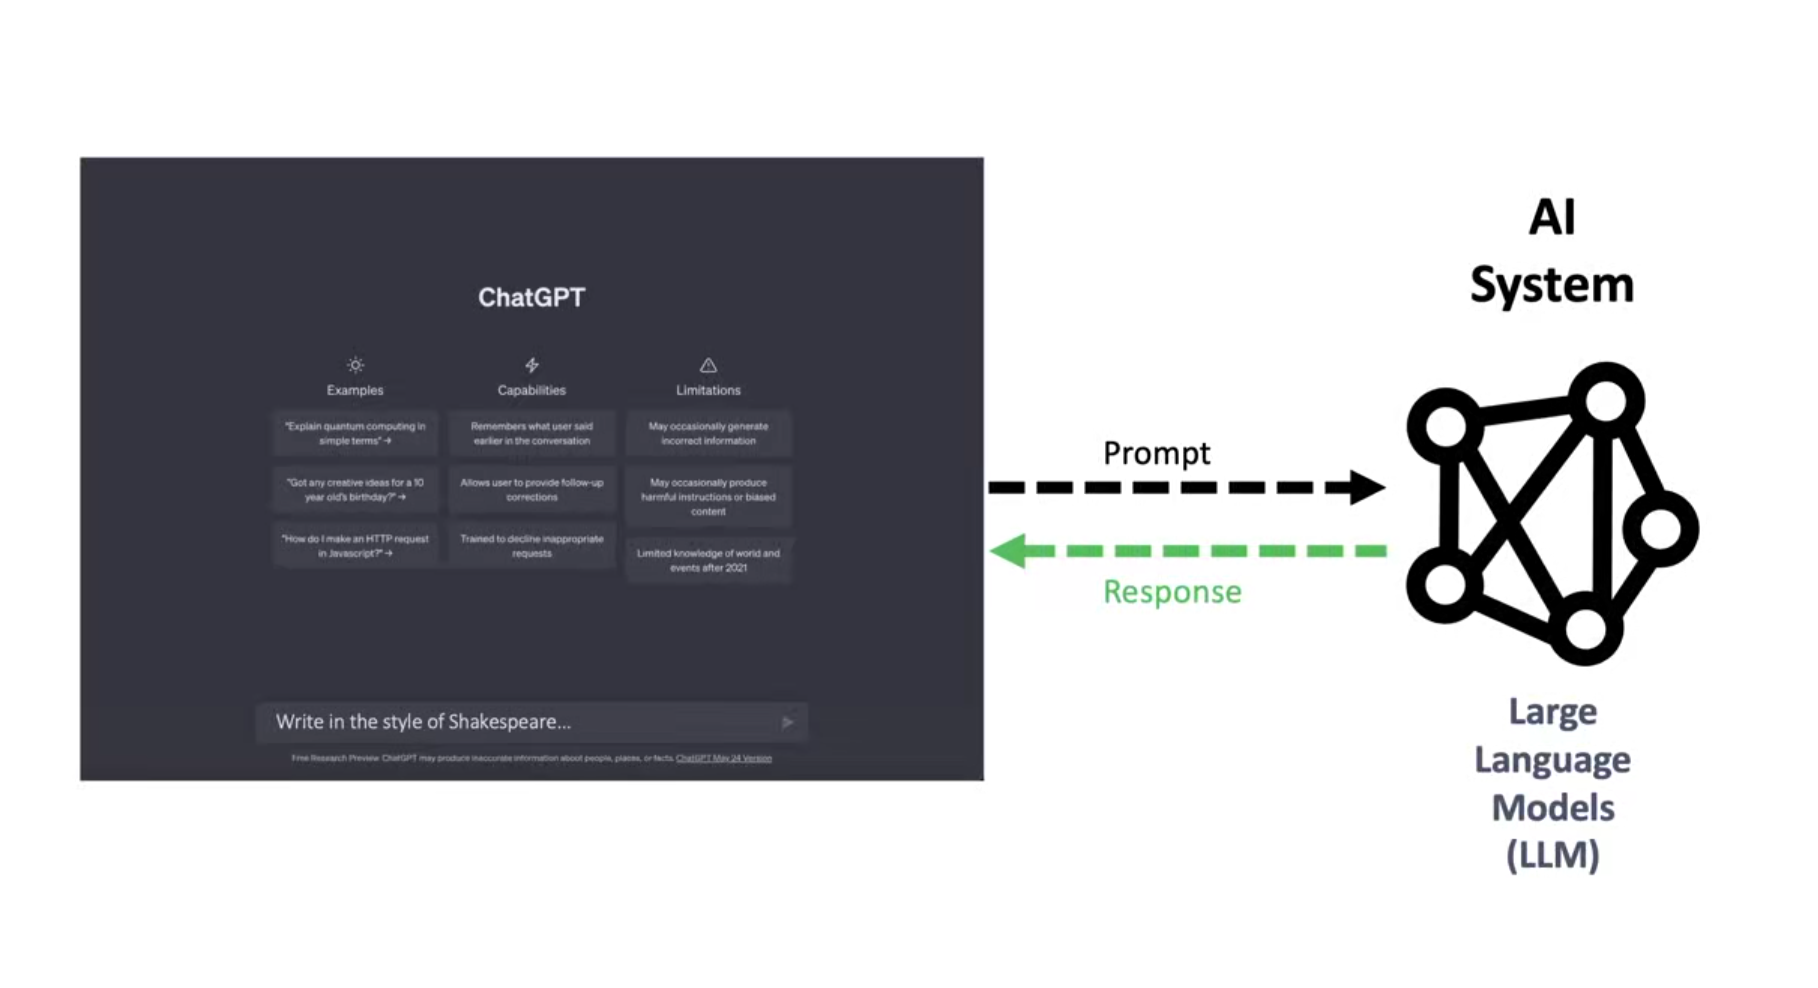 ChatGPT
Examples
"Explain quantum computing in
simple terms" →
"Got any creative ideas for a 10
year old's birthday?" →
"How do I make an HTTP request
in Javascript?" →
Capabilities
Remembers what user said
earlier in the conversation
Allows user to provide follow-up
corrections
Trained to decline inappropriate
requests
Limitations
May occasionally generate
incorrect information
May occasionally produce
harmful instructions or biased
content
Limited knowledge of world and
events after 2021
Write in the style of Shakespeare...
Free Research Preview. ChatGPT may produce inaccurate information about people, places, or facts. ChatGPT May 24 Version
Prompt
Response
AI
System
Large
Language
Models
(LLM)